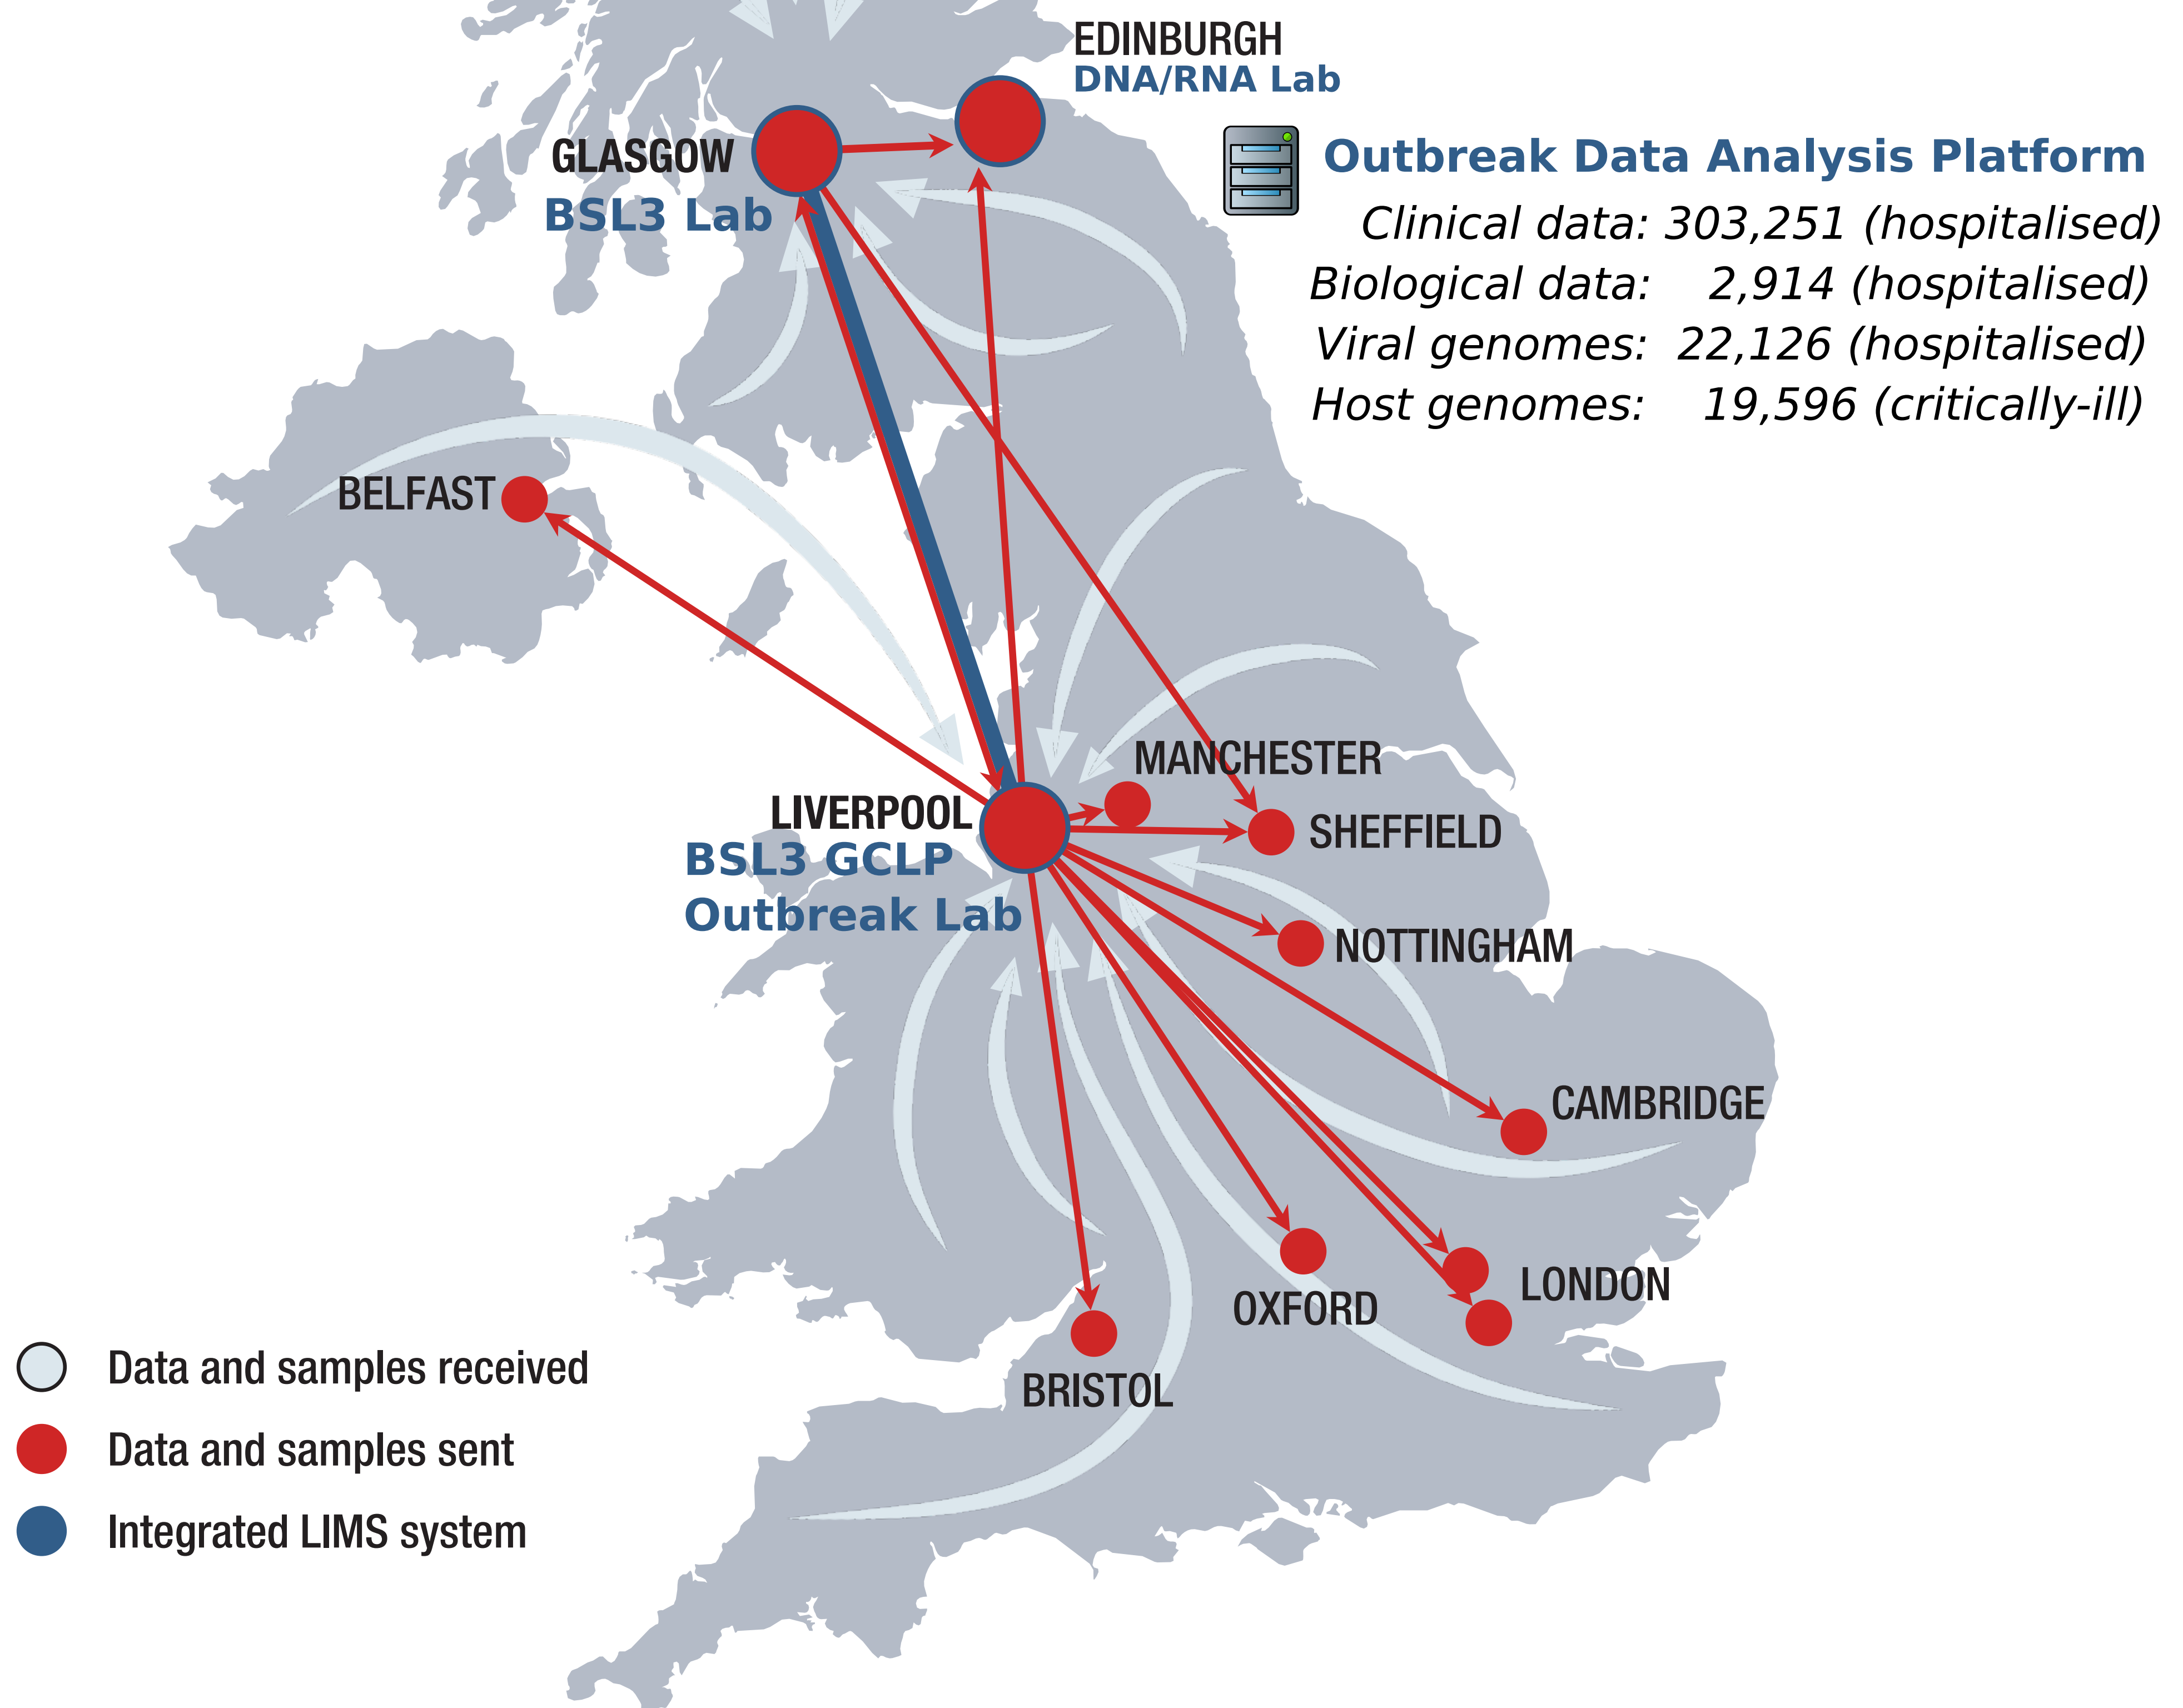 EDINBURGH
DNA/RNA Lab
GLASGOW
BSL3 Lab
Outbreak Data Analysis Platform
Clinical data: 303,251 (hospitalised)
Biological data: 2,914 (hospitalised)
Viral genomes: 22,126 (hospitalised)
Host genomes: 19,596 (critically-ill)
BELFAST
MANCHESTER
LIVERPOOL
BSL3 GCLP
Outbreak Lab
SHEFFIELD
NOTTINGHAM
CAMBRIDGE
LONDON
OXFORD
BRISTOL
Data and samples received
Data and samples sent
Integrated LIMS system